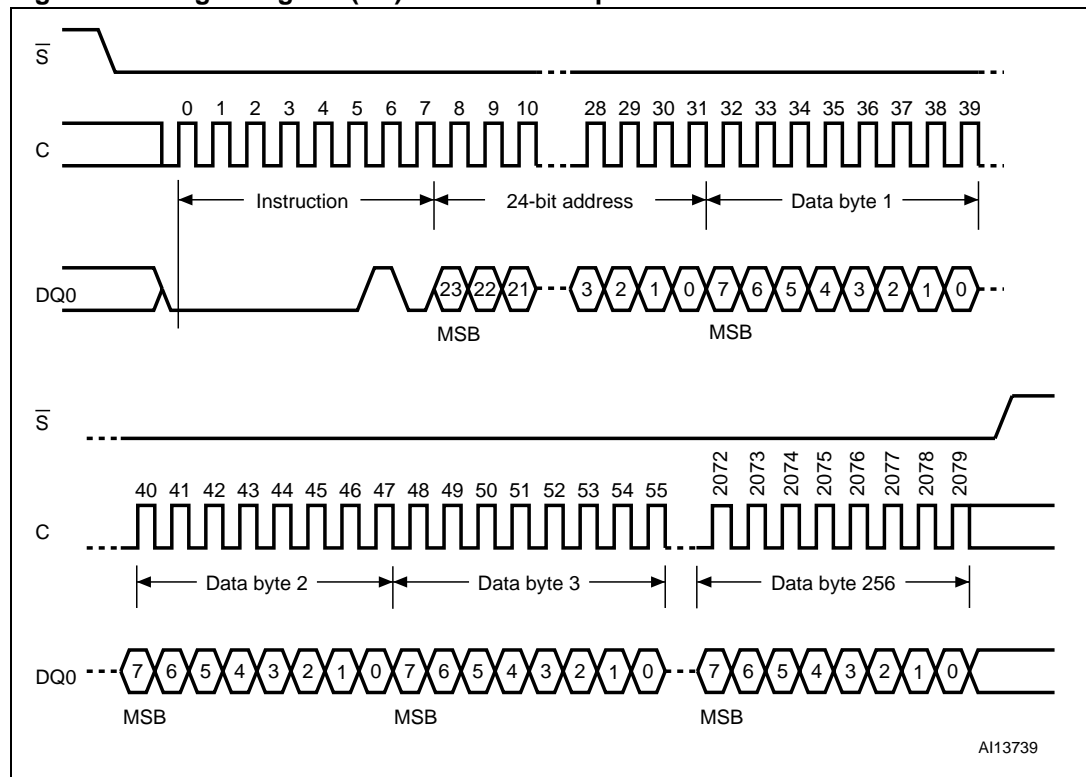 S̅
0 1 2 3 4 5 6 7 8 9 10 28 29 30 31 32 33 34 35 36 37 38 39
C
Instruction 24-bit address Data byte 1
DQ0 23 22 21 3 2 1 0 7 6 5 4 3 2 1 0
MSB MSB
S̅
40 41 42 43 44 45 46 47 48 49 50 51 52 53 54 55 2072 2073 2074 2075 2076 2077 2078 2079
C
Data byte 2 Data byte 3 Data byte 256
DQ0 7 6 5 4 3 2 1 0 7 6 5 4 3 2 1 0 7 6 5 4 3 2 1 0
MSB MSB MSB
AI13739